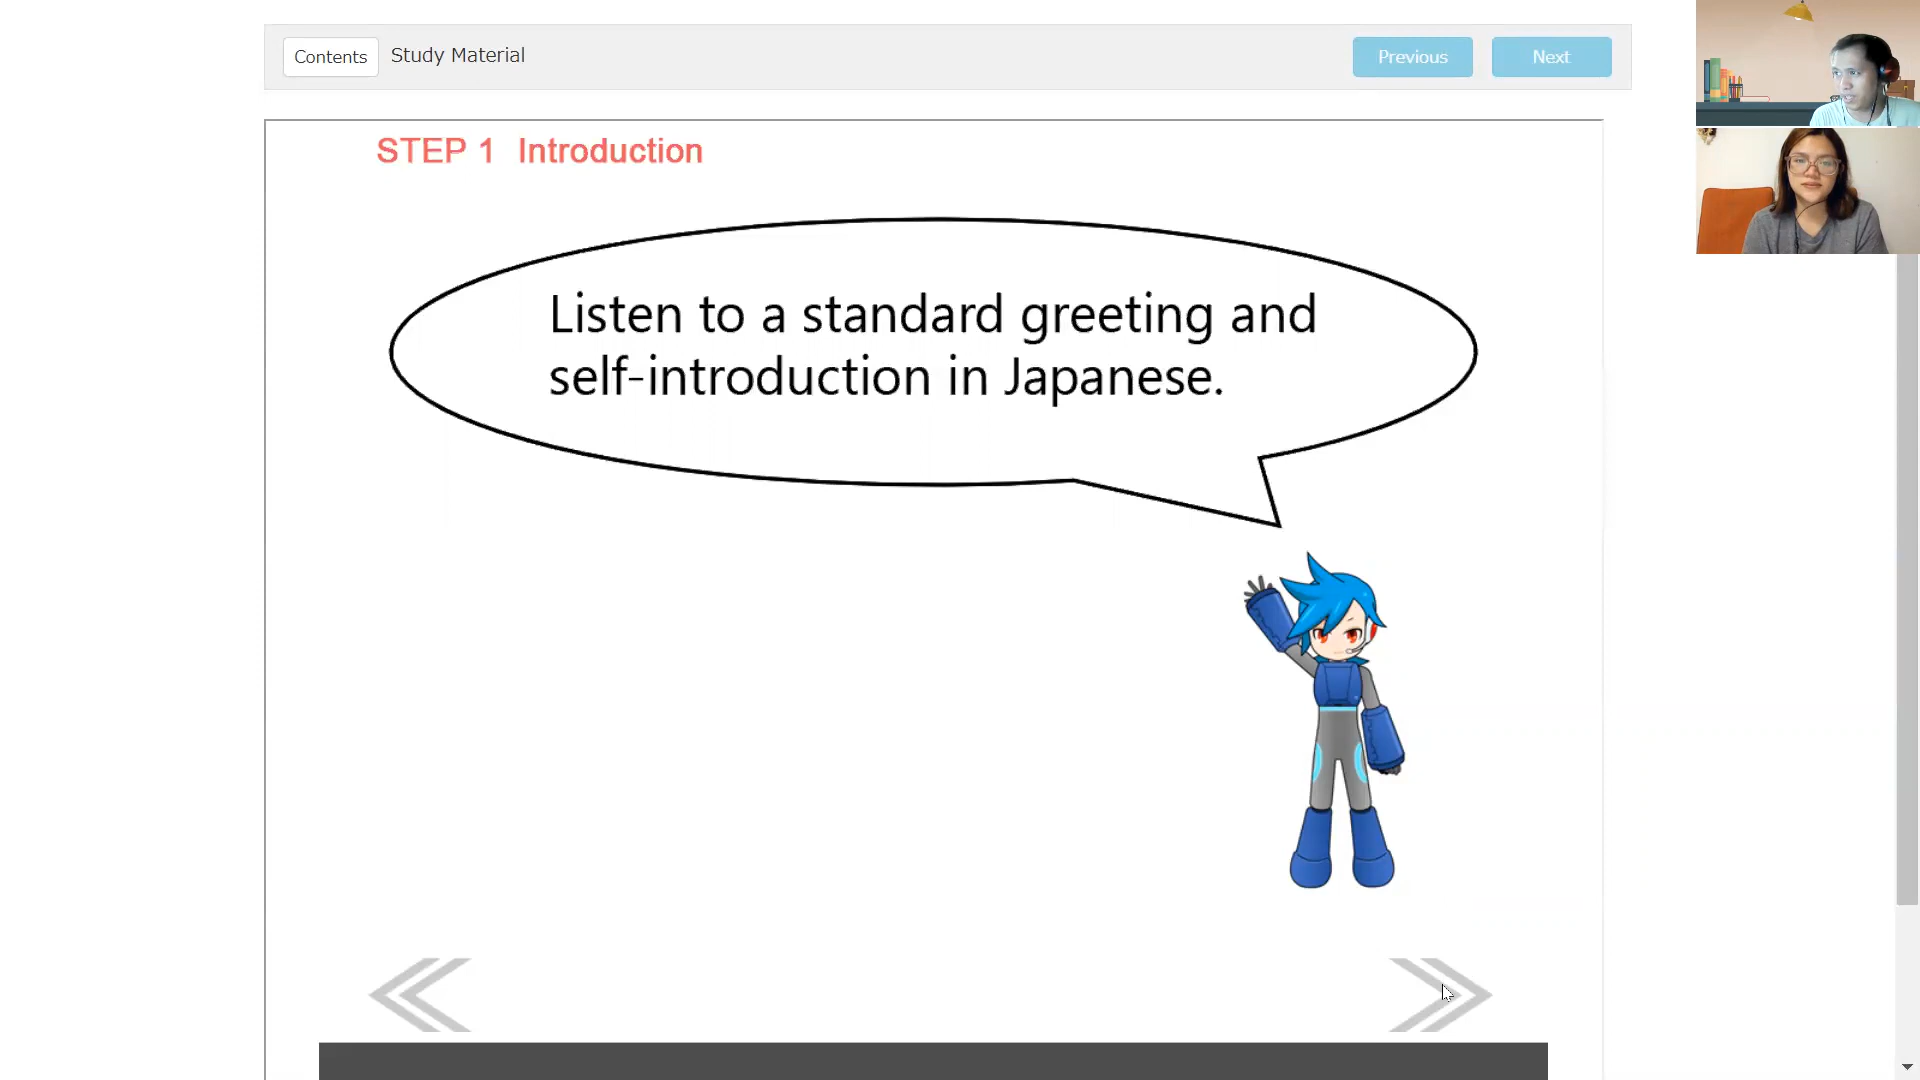 Contents
Study Material
Previous
Next
STEP 1 Introduction
Listen to a standard greeting and
self-introduction in Japanese.